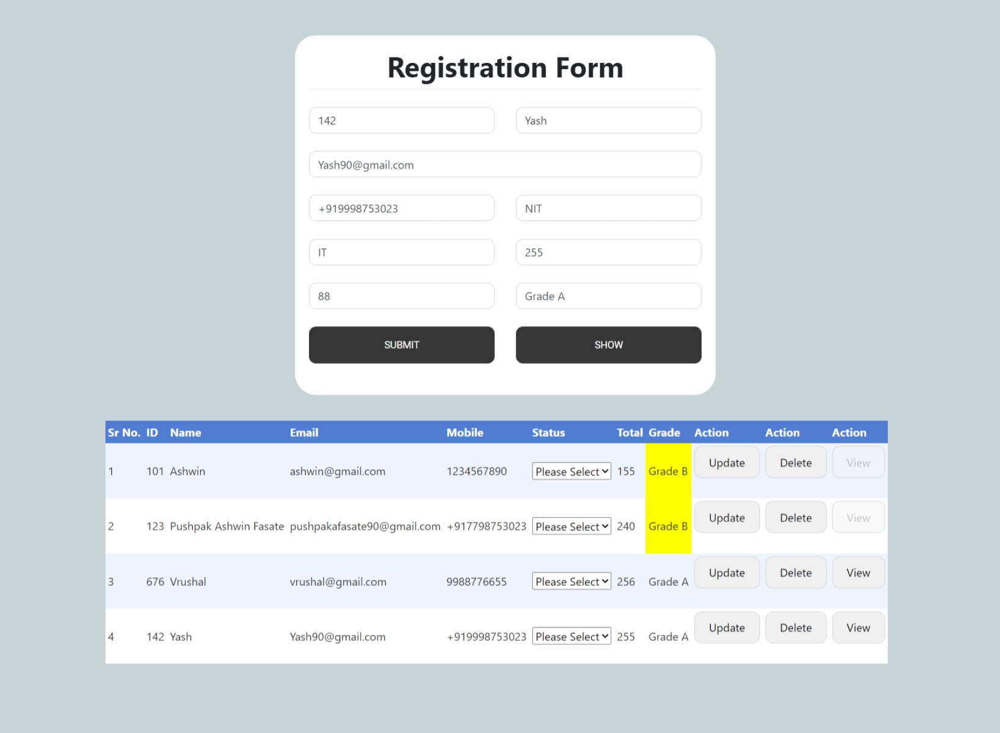 Registration Form
142 Yash
Yash90@gmail.com
+919998753023 NIT
IT 255
88 Grade A
SUBMIT SHOW
Sr No. ID Name Email Mobile Status Total Grade Action Action Action
1 101 Ashwin ashwin@gmail.com 1234567890 Please Select 155 Grade B Update Delete View
2 123 Pushpak Ashwin Fasate pushpakafasate90@gmail.com +917798753023 Please Select 240 Grade B Update Delete View
3 676 Vrushal vrushal@gmail.com 9988776655 Please Select 256 Grade A Update Delete View
4 142 Yash Yash90@gmail.com +919998753023 Please Select 255 Grade A Update Delete View